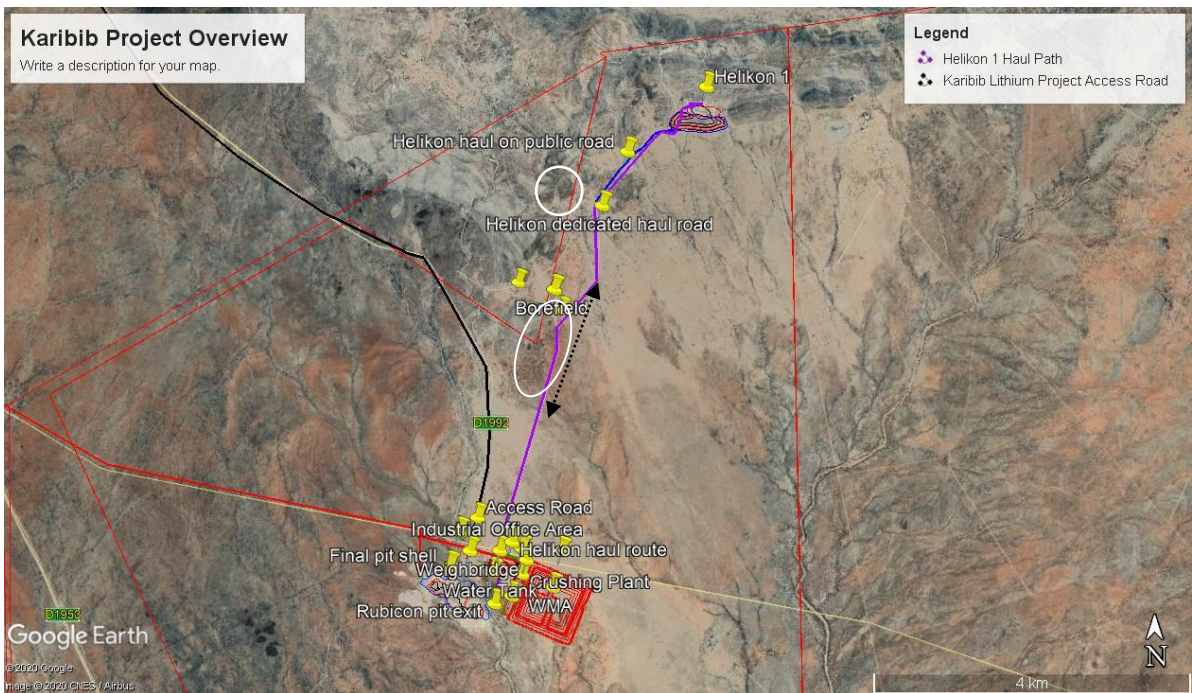 Karibib Project Overview
Write a description for your map.
Legend
Helikon 1 Haul Path
Karibib Lithium Project Access Road
Helikon 1
Helikon haul on public road
Helikon dedicated haul road
Borefield
D1992
Access Road
Industrial Office Area
Helikon haul route
Final pit shell
Weighbridge
Crushing Plant
Water Tank
WMA
Rubicon pit exit
Google Earth
© 2020 Google
Image © 2020 CNES / Airbus
N
4 km